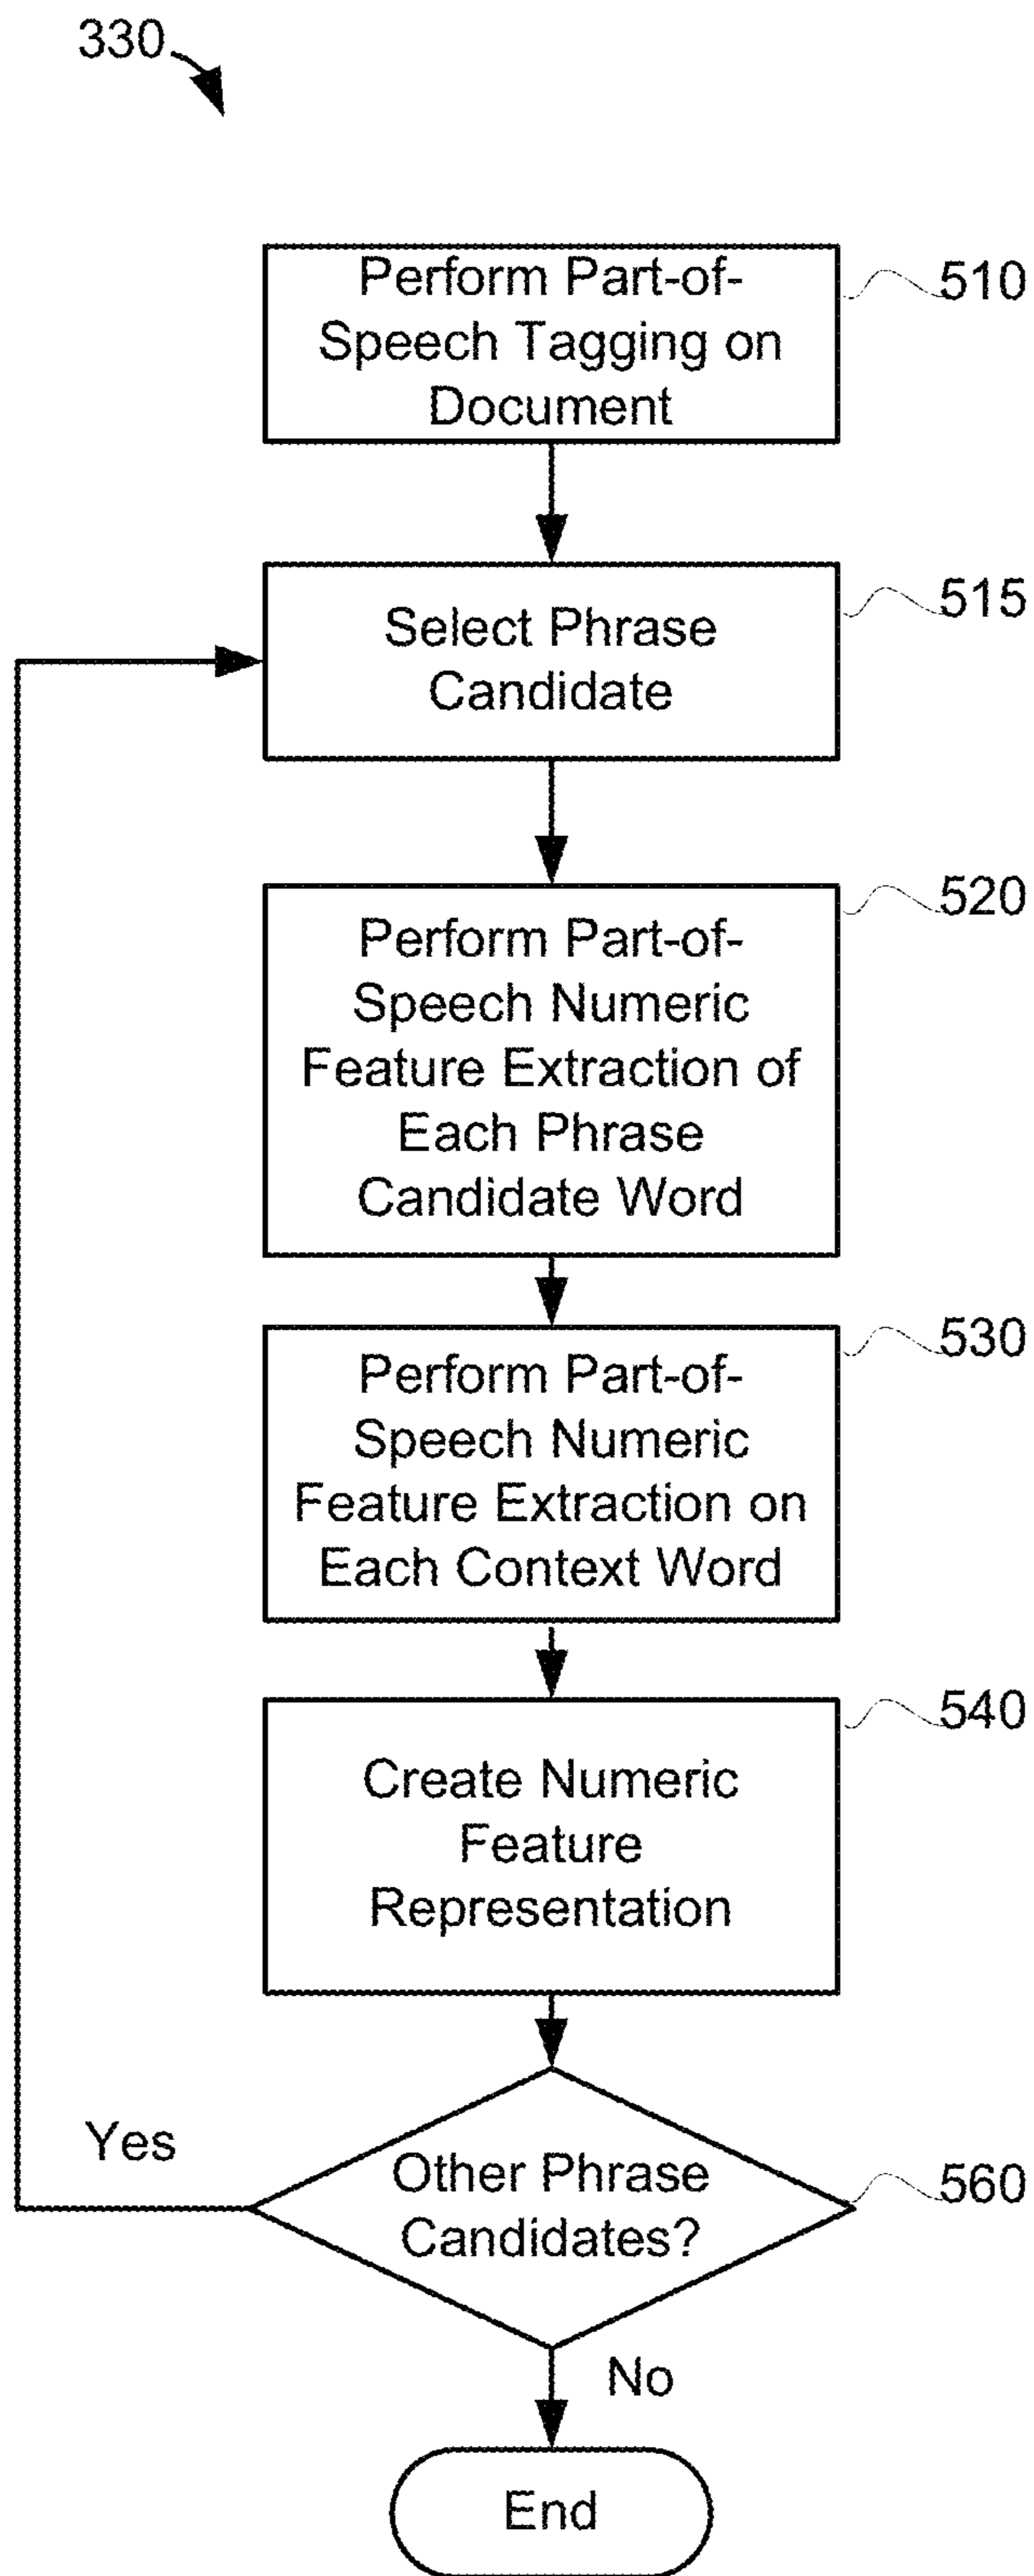 330
Perform Part-of-
Speech Tagging on
Document
510
Select Phrase
Candidate
515
Perform Part-of-
Speech Numeric
Feature Extraction of
Each Phrase
Candidate Word
520
Perform Part-of-
Speech Numeric
Feature Extraction on
Each Context Word
530
Create Numeric
Feature
Representation
540
Yes
Other Phrase
Candidates?
560
No
End